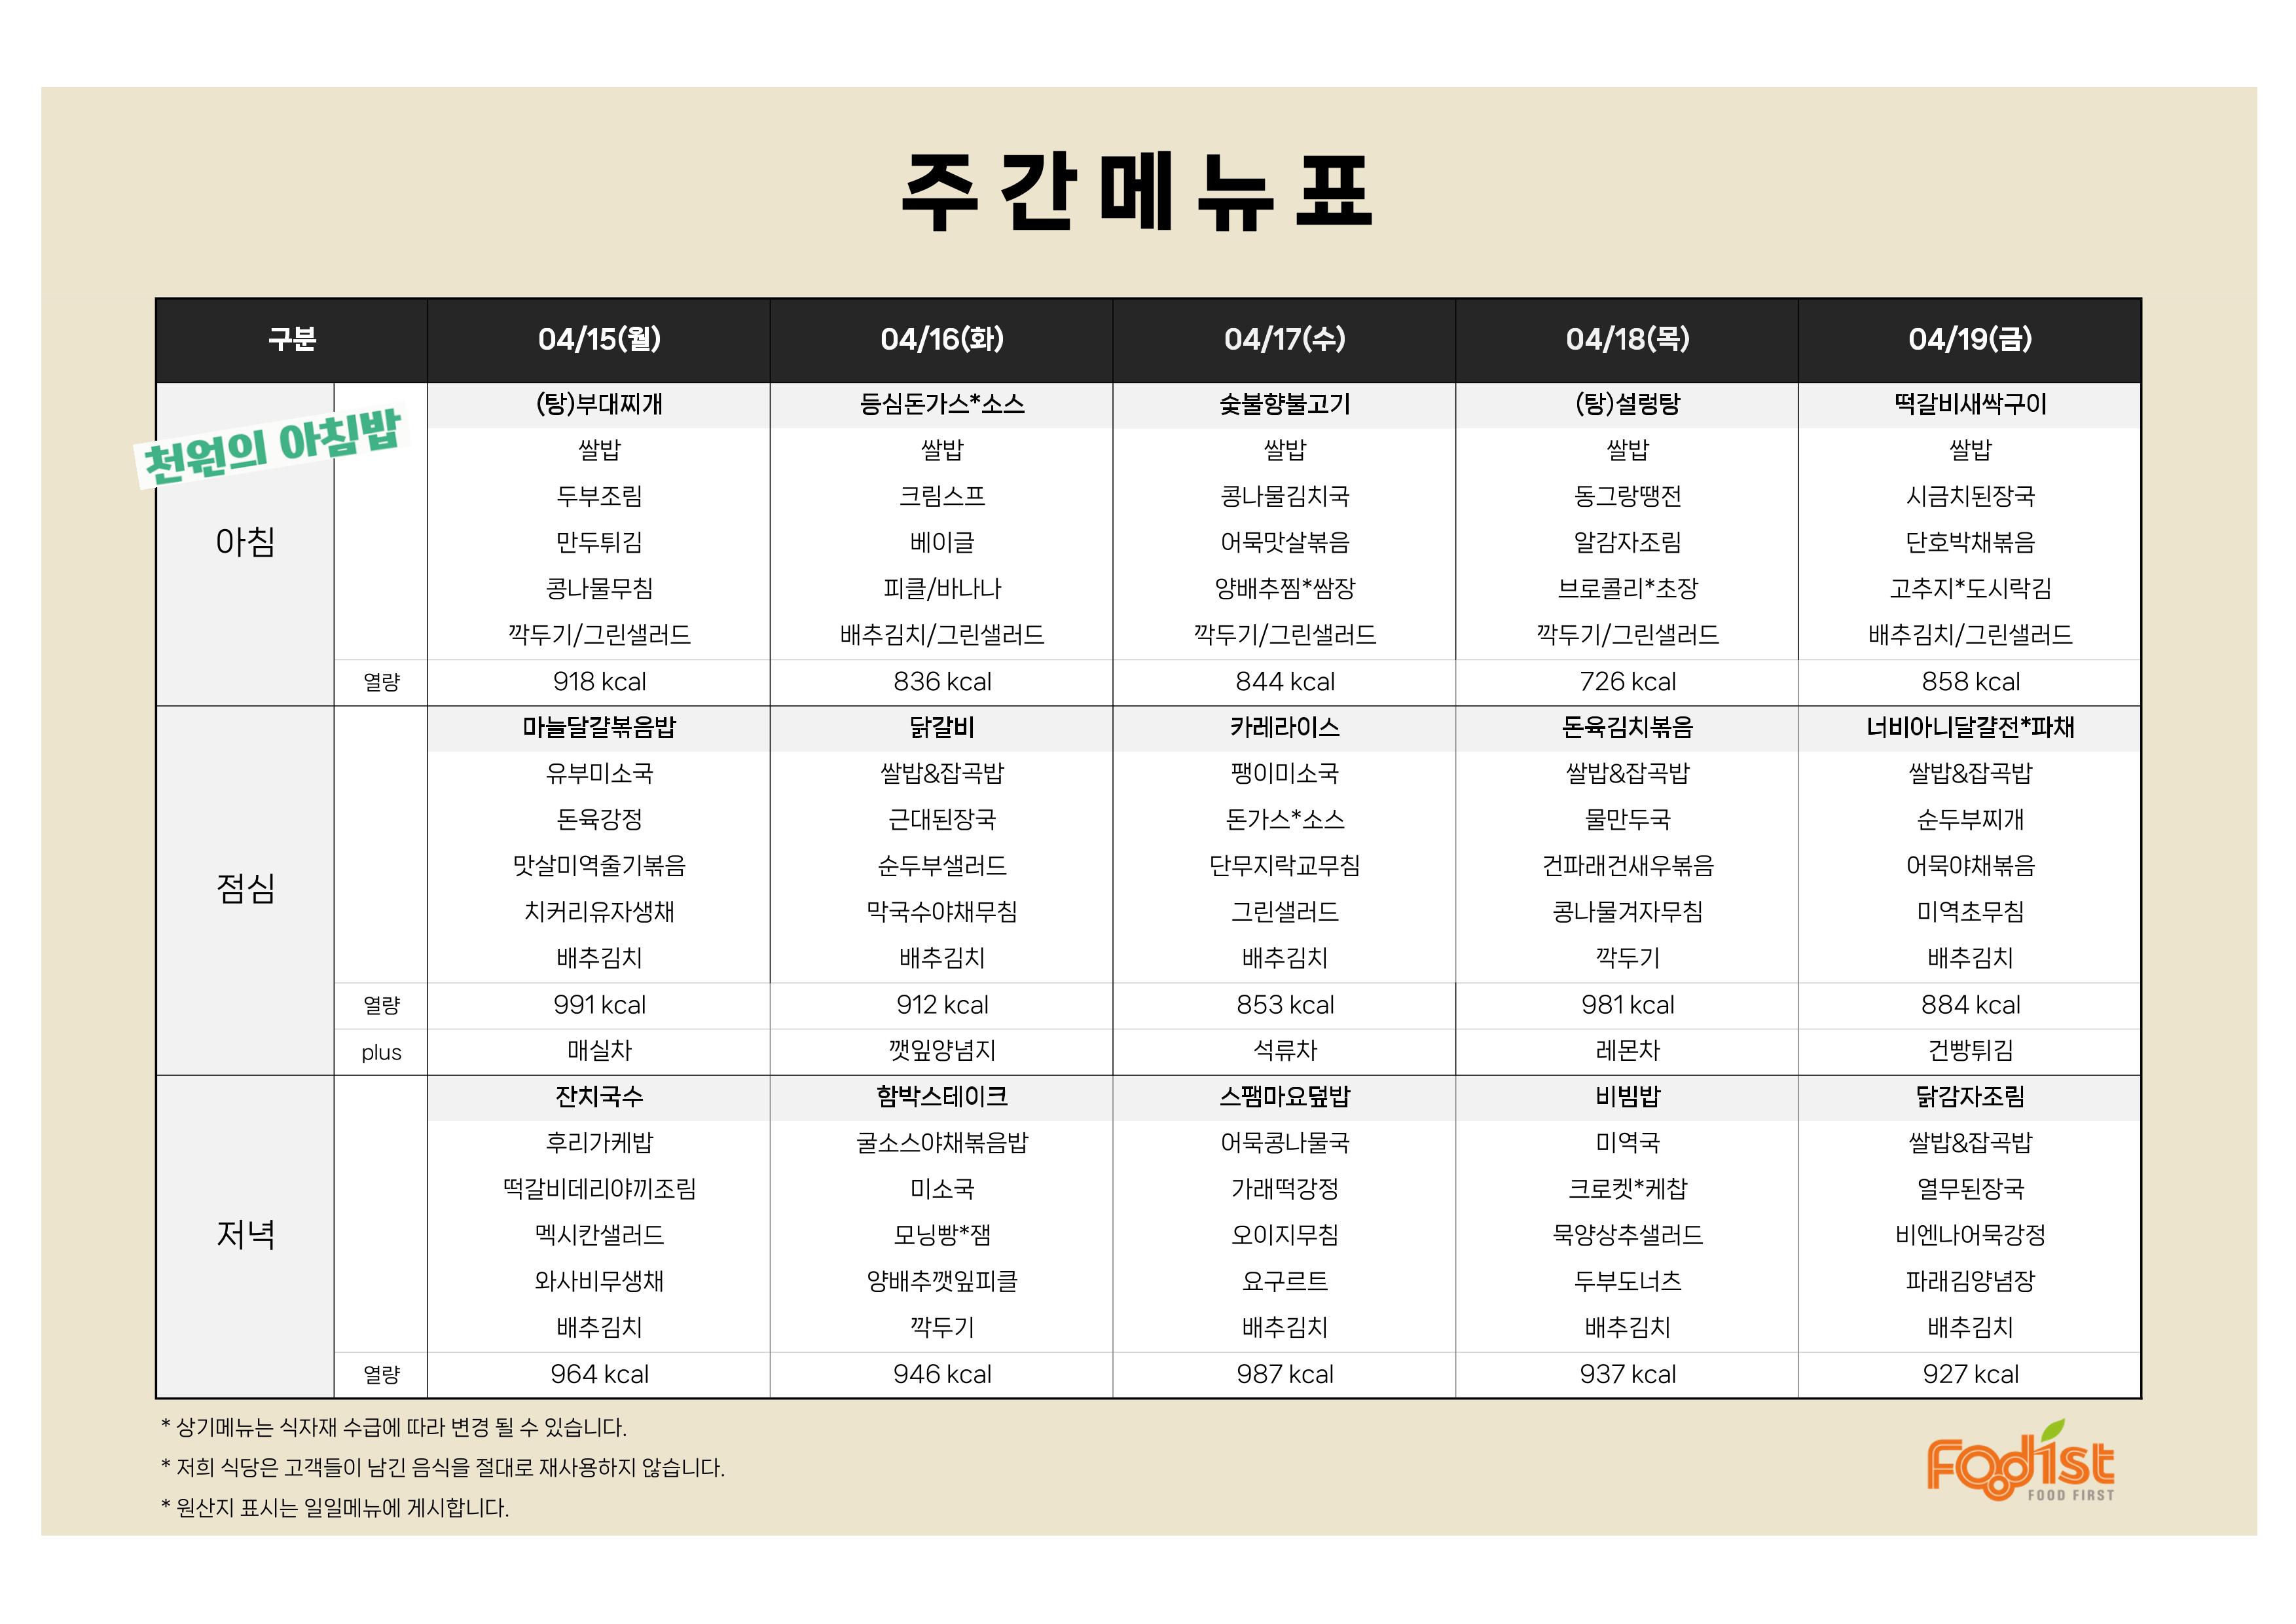 주간메뉴표
구분 04/15(월) 04/16(화) 04/17(수) 04/18(목) 04/19(금)
천원의 아침밥
아침
(탕)부대찌개 등심돈가스*소스 숯불향불고기 (탕)설렁탕 떡갈비새싹구이
쌀밥 쌀밥 쌀밥 쌀밥 쌀밥
두부조림 크림스프 콩나물김치국 동그랑땡전 시금치된장국
만두튀김 베이글 어묵맛살볶음 알감자조림 단호박채볶음
콩나물무침 피클/바나나 양배추찜*쌈장 브로콜리*초장 고추지*도시락김
깍두기/그린샐러드 배추김치/그린샐러드 깍두기/그린샐러드 깍두기/그린샐러드 배추김치/그린샐러드
열량 918 kcal 836 kcal 844 kcal 726 kcal 858 kcal
점심
마늘달걀볶음밥 닭갈비 카레라이스 돈육김치볶음 너비아니달걀전*파채
유부미소국 쌀밥&잡곡밥 팽이미소국 쌀밥&잡곡밥 쌀밥&잡곡밥
돈육강정 근대된장국 돈가스*소스 물만두국 순두부찌개
맛살미역줄기볶음 순두부샐러드 단무지락교무침 건파래건새우볶음 어묵야채볶음
치커리유자생채 막국수야채무침 그린샐러드 콩나물겨자무침 미역초무침
배추김치 배추김치 배추김치 깍두기 배추김치
열량 991 kcal 912 kcal 853 kcal 981 kcal 884 kcal
plus 매실차 깻잎양념지 석류차 레몬차 건빵튀김
저녁
잔치국수 함박스테이크 스팸마요덮밥 비빔밥 닭감자조림
후리가케밥 굴소스야채볶음밥 어묵콩나물국 미역국 쌀밥&잡곡밥
떡갈비데리야끼조림 미소국 가래떡강정 크로켓*케찹 열무된장국
멕시칸샐러드 모닝빵*잼 오이지무침 묵양상추샐러드 비엔나어묵강정
와사비무생채 양배추깻잎피클 요구르트 두부도너츠 파래김양념장
배추김치 깍두기 배추김치 배추김치 배추김치
열량 964 kcal 946 kcal 987 kcal 937 kcal 927 kcal
* 상기메뉴는 식자재 수급에 따라 변경 될 수 있습니다.
* 저희 식당은 고객들이 남긴 음식을 절대로 재사용하지 않습니다.
* 원산지 표시는 일일메뉴에 게시합니다.
Foodist
FOOD FIRST